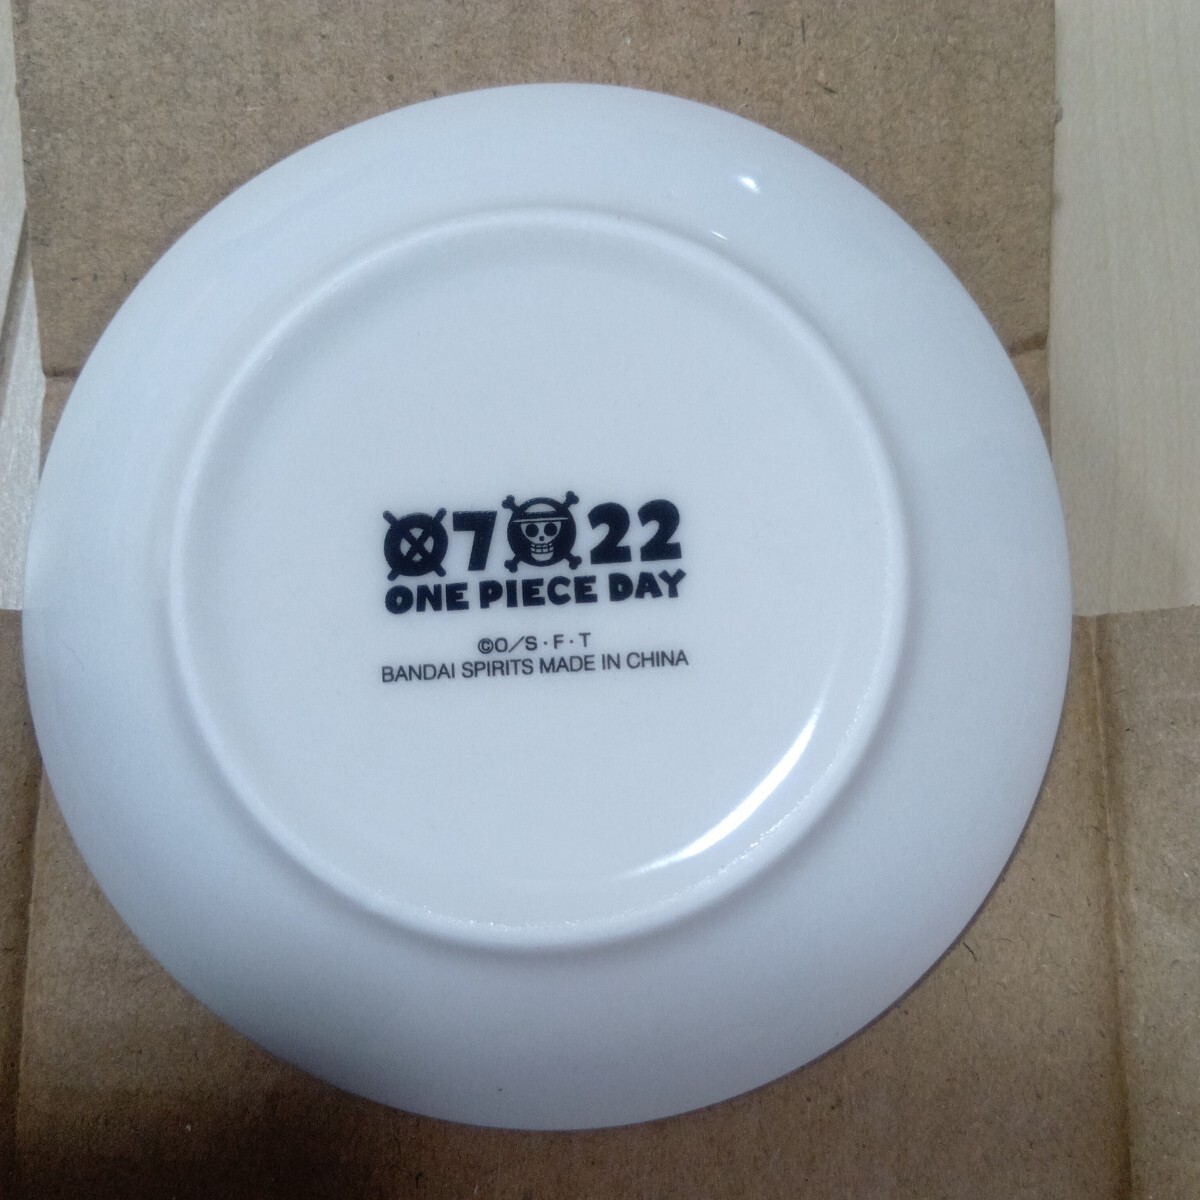 07 22
ONE PIECE DAY
©O/S・F・T
BANDAI SPIRITS MADE IN CHINA